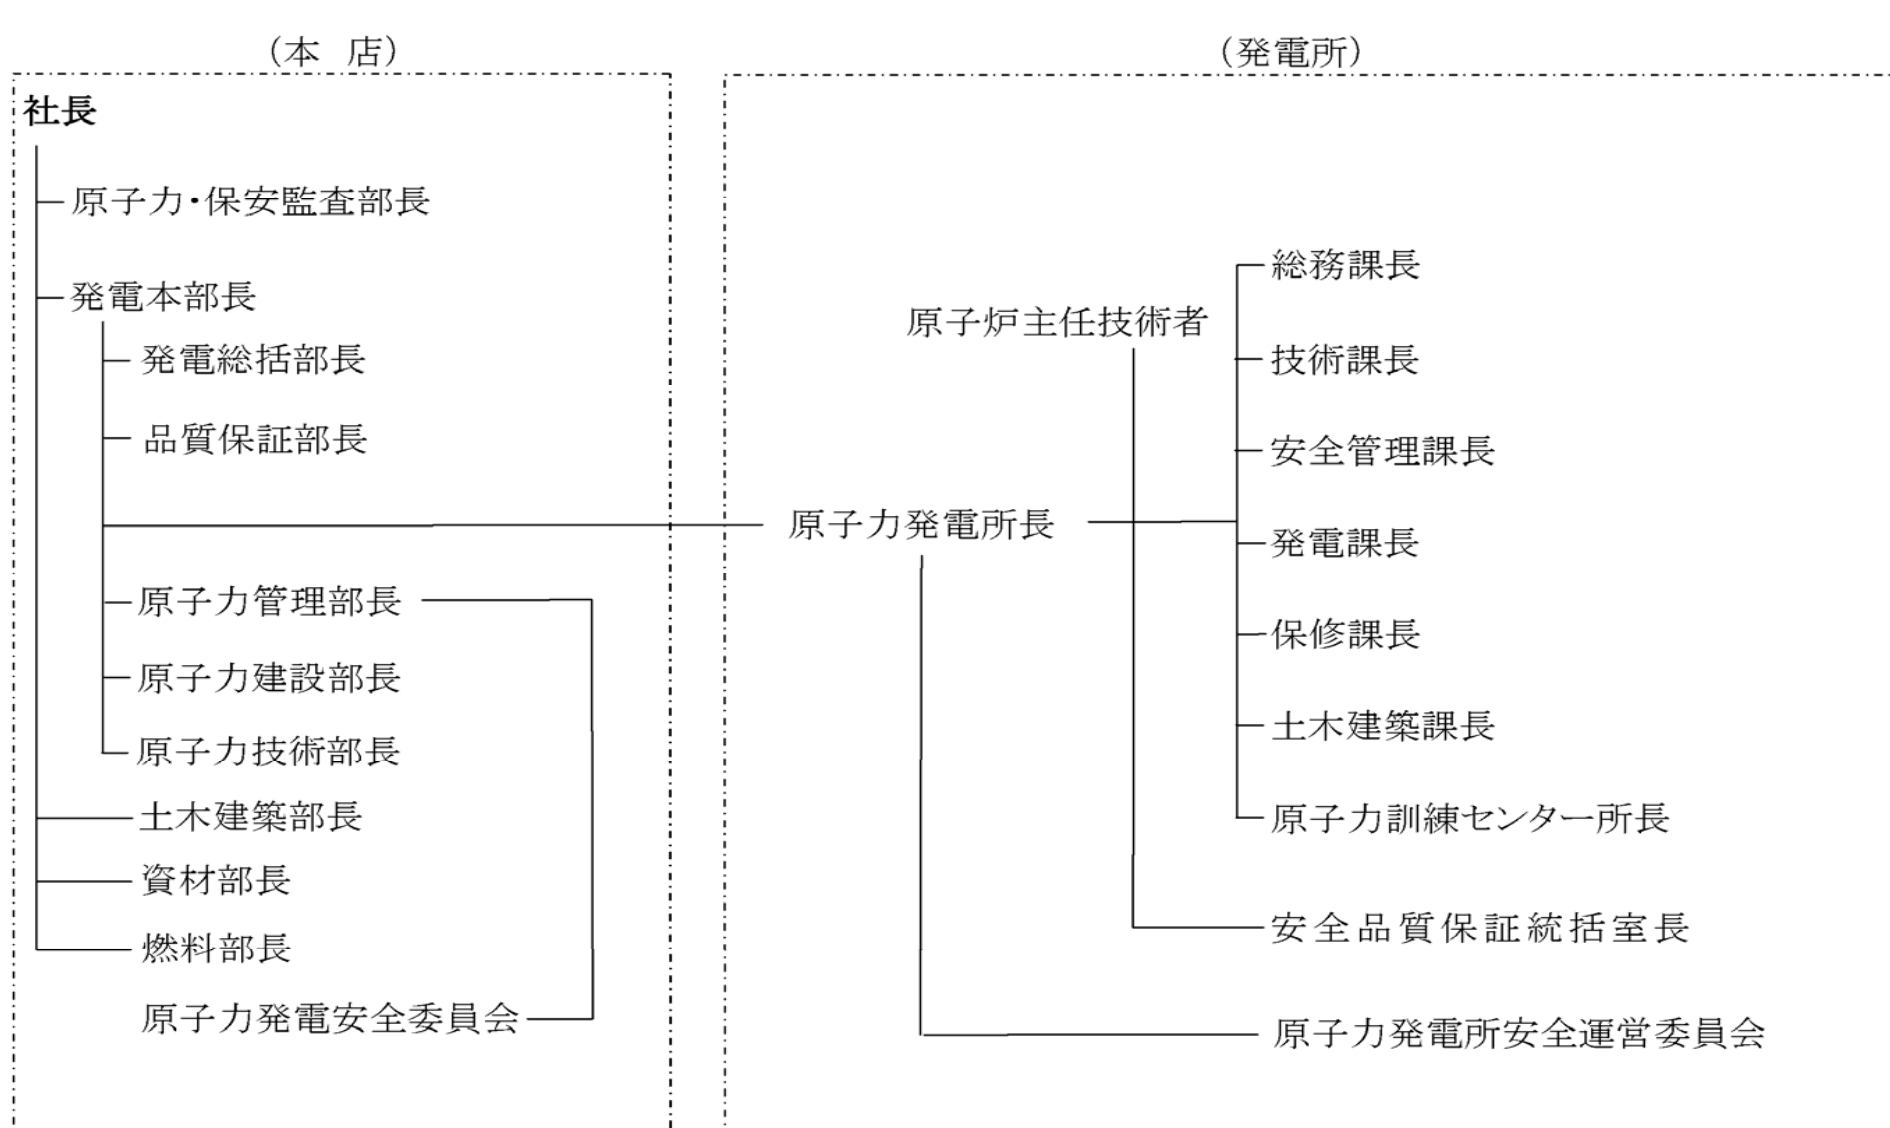 （本　店）
社長
原子力・保安監査部長
発電本部長
発電総括部長
品質保証部長
原子力管理部長
原子力建設部長
原子力技術部長
土木建築部長
資材部長
燃料部長
原子力発電安全委員会
（発電所）
原子力発電所長
原子炉主任技術者
総務課長
技術課長
安全管理課長
発電課長
保修課長
土木建築課長
原子力訓練センター所長
安全品質保証統括室長
原子力発電所安全運営委員会